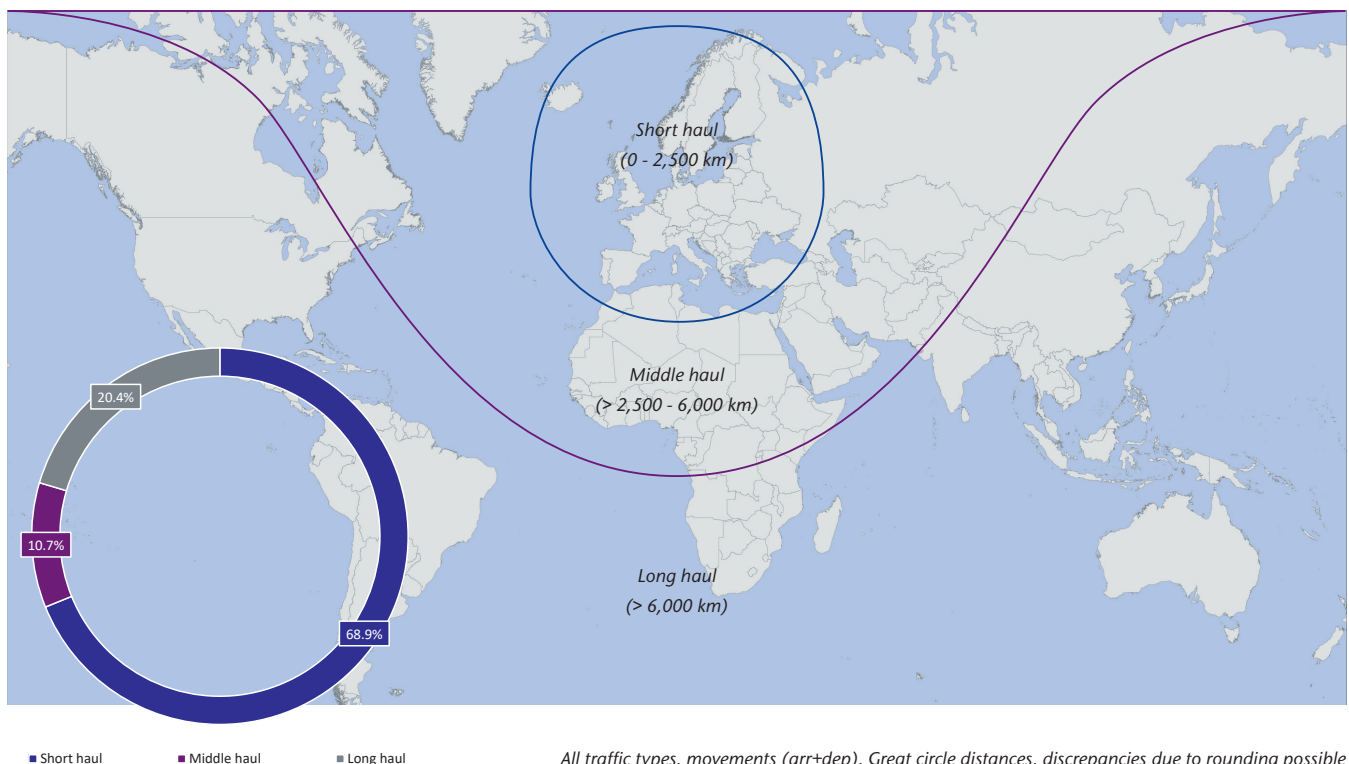 Short haul
(0 - 2,500 km)
Middle haul
(> 2,500 - 6,000 km)
Long haul
(> 6,000 km)
20.4%
10.7%
68.9%
Short haul
Middle haul
Long haul
All traffic types, movements (arr+dep). Great circle distances, discrepancies due to rounding possible